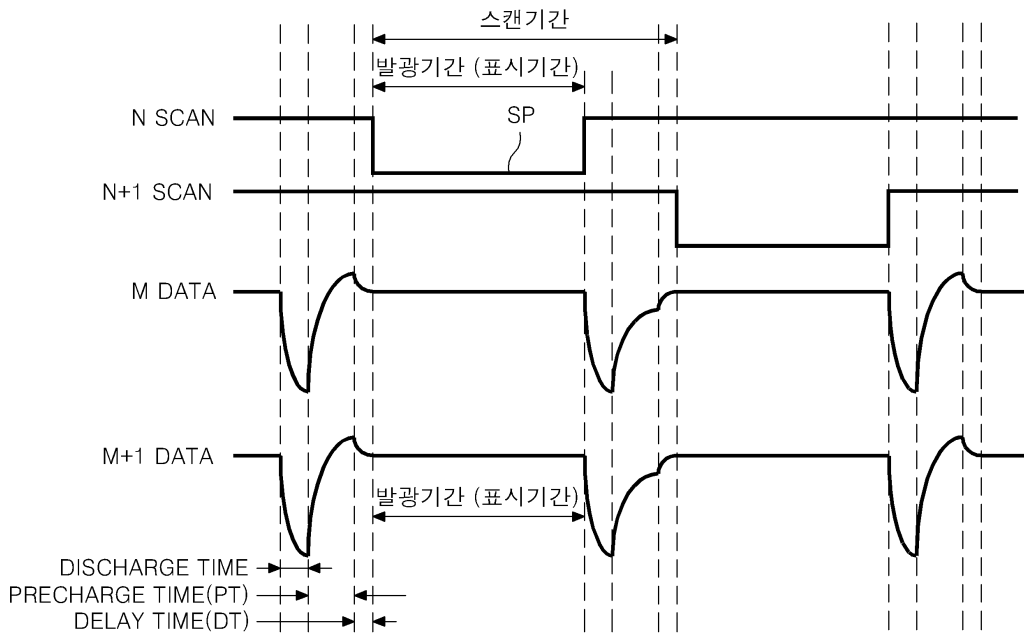 스캔기간
발광기간 (표시기간)
N SCAN
SP
N+1 SCAN
M DATA
M+1 DATA
발광기간 (표시기간)
DISCHARGE TIME
PRECHARGE TIME(PT)
DELAY TIME(DT)